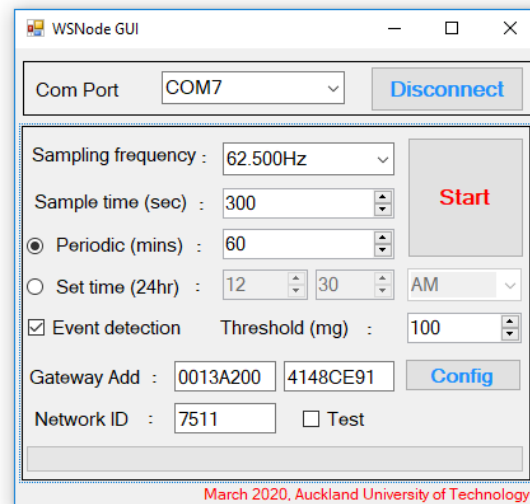 WSNode GUI
Com Port COM7 Disconnect
Sampling frequency : 62.500Hz
Start
Sample time (sec) : 300
Periodic (mins) : 60
Set time (24hr) : 12 30 AM
Event detection Threshold (mg) : 100
Gateway Add : 0013A200 4148CE91 Config
Network ID : 7511 Test
March 2020, Auckland University of Technology